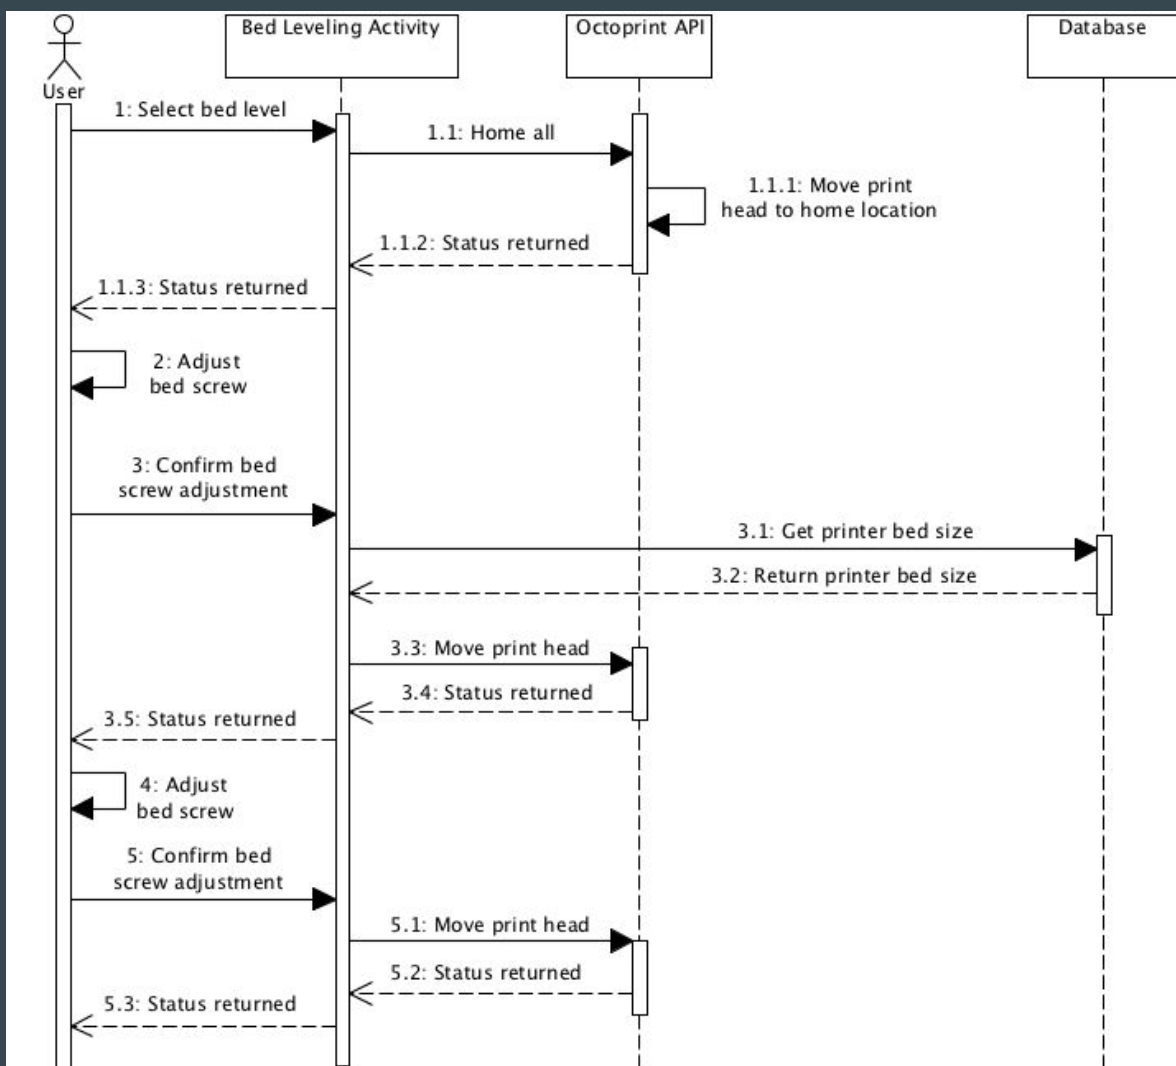 Bed Leveling Activity
Octoprint API
Database
User
1: Select bed level
1.1: Home all
1.1.1: Move print
head to home location
1.1.2: Status returned
1.1.3: Status returned
2: Adjust
bed screw
3: Confirm bed
screw adjustment
3.1: Get printer bed size
3.2: Return printer bed size
3.3: Move print head
3.4: Status returned
3.5: Status returned
4: Adjust
bed screw
5: Confirm bed
screw adjustment
5.1: Move print head
5.2: Status returned
5.3: Status returned